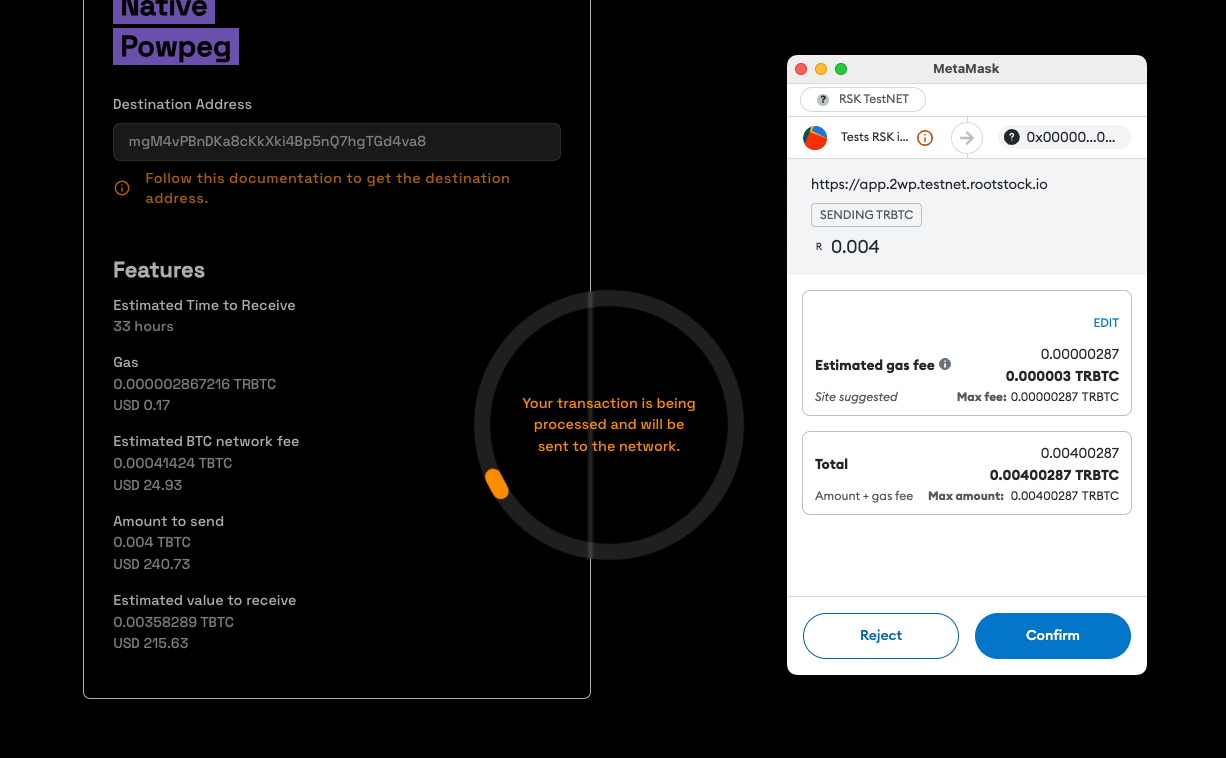 Native
Powpeg
Destination Address
mgM4vPBnDKa8cKkXki4Bp5nQ7hgTGd4va8
Follow this documentation to get the destination
address.
Features
Estimated Time to Receive
33 hours
Gas
0.000002867216 TRBTC
USD 0.17
Estimated BTC network fee
0.00041424 TBTC
USD 24.93
Amount to send
0.004 TBTC
USD 240.73
Estimated value to receive
0.00358289 TBTC
USD 215.63
Your transaction is being
processed and will be
sent to the network.
MetaMask
? RSK TestNET
Tests RSK i...
? 0x00000...0...
https://app.2wp.testnet.rootstock.io
SENDING TRBTC
R 0.004
EDIT
0.00000287
Estimated gas fee
0.000003 TRBTC
Site suggested
Max fee: 0.00000287 TRBTC
0.00400287
Total
0.00400287 TRBTC
Amount + gas fee
Max amount: 0.00400287 TRBTC
Reject
Confirm